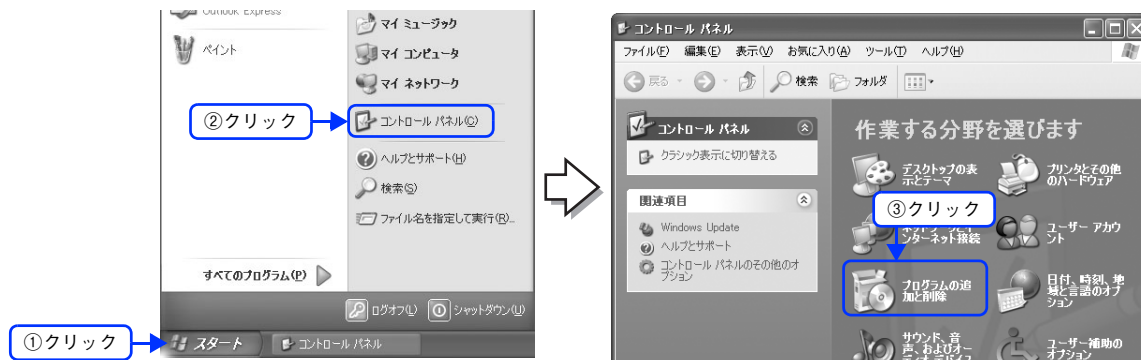 Outlook Express
ペイント
マイ ミュージック
マイ コンピュータ
マイ ネットワーク
②クリック
コントロール パネル(C)
ヘルプとサポート(H)
検索(S)
ファイル名を指定して実行(R)...
すべてのプログラム(P)
ログオフ(L)
シャットダウン(U)
①クリック
スタート
コントロール パネル
コントロール パネル
ファイル(F) 編集(E) 表示(V) お気に入り(A) ツール(T) ヘルプ(H)
戻る
検索
フォルダ
コントロール パネル
クラシック表示に切り替える
関連項目
Windows Update
ヘルプとサポート
コントロール パネルのその他のオ
プション
作業する分野を選びます
デスクトップの表
示とテーマ
プリンタとその他
のハードウェア
③クリック
ネットワークとイ
ンターネット接続
ユーザー アカウ
ント
プログラムの追
加と削除
日付、時刻、地
域と言語のオプ
ション
サウンド、音
声、およびオー
ディオ デバイス
ユーザー補助の
オプション